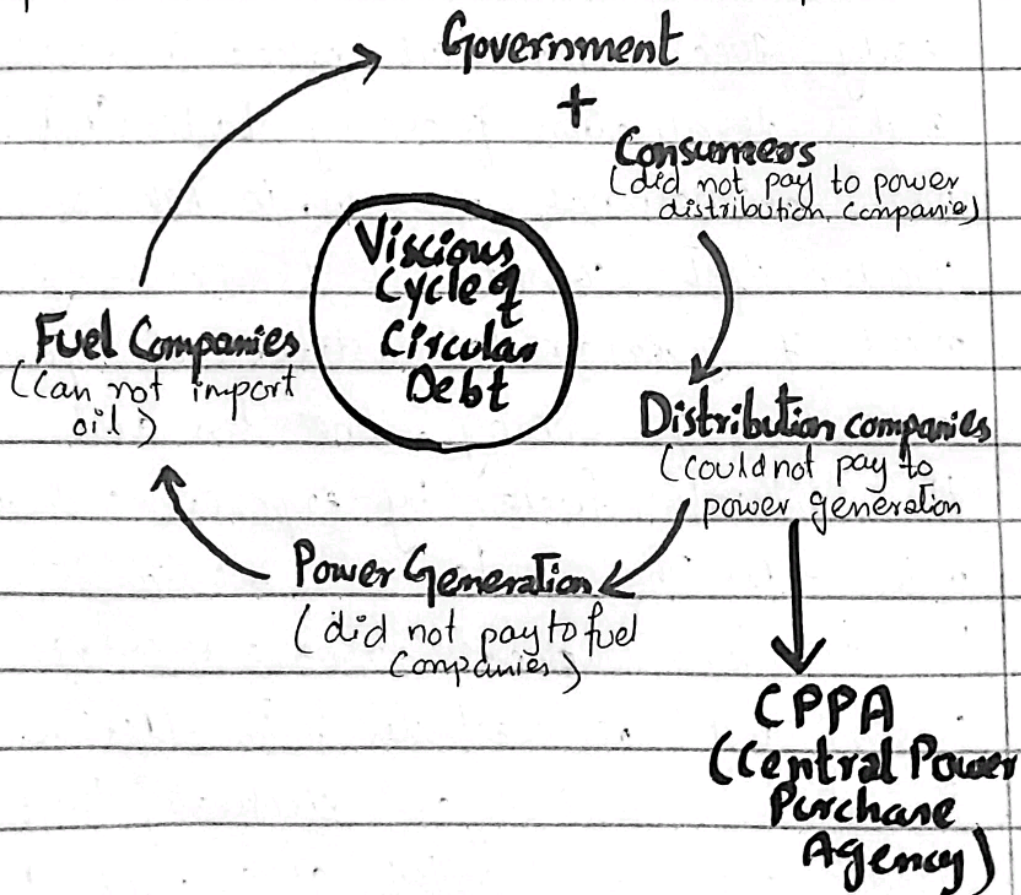 Government
+
Consumers
(did not pay to power
distribution companies)
Viscious
Cycle of
Circular
Debt
Fuel Companies
(Can not import
oil)
Distribution companies
(could not pay to
power generation
Power Generation
(did not pay to fuel
Companies)
CPPA
(Central Power
Purchase
Agency)